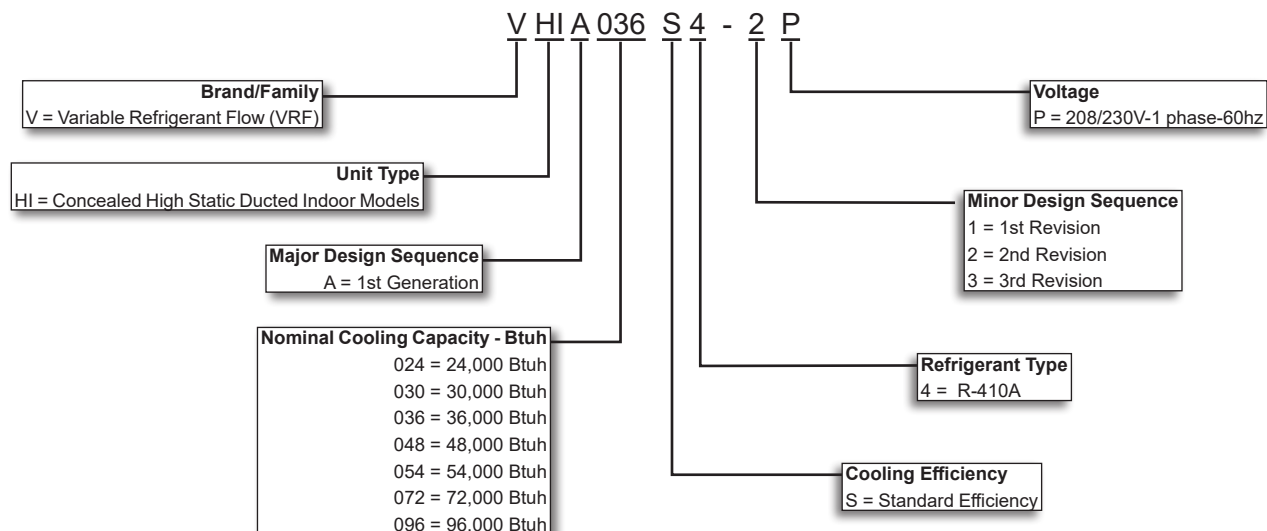 V HI A 036 S 4 - 2 P
Brand/Family
V = Variable Refrigerant Flow (VRF)
Unit Type
HI = Concealed High Static Ducted Indoor Models
Major Design Sequence
A = 1st Generation
Nominal Cooling Capacity - Btuh
024 = 24,000 Btuh
030 = 30,000 Btuh
036 = 36,000 Btuh
048 = 48,000 Btuh
054 = 54,000 Btuh
072 = 72,000 Btuh
096 = 96,000 Btuh
Voltage
P = 208/230V-1 phase-60hz
Minor Design Sequence
1 = 1st Revision
2 = 2nd Revision
3 = 3rd Revision
Refrigerant Type
4 = R-410A
Cooling Efficiency
S = Standard Efficiency